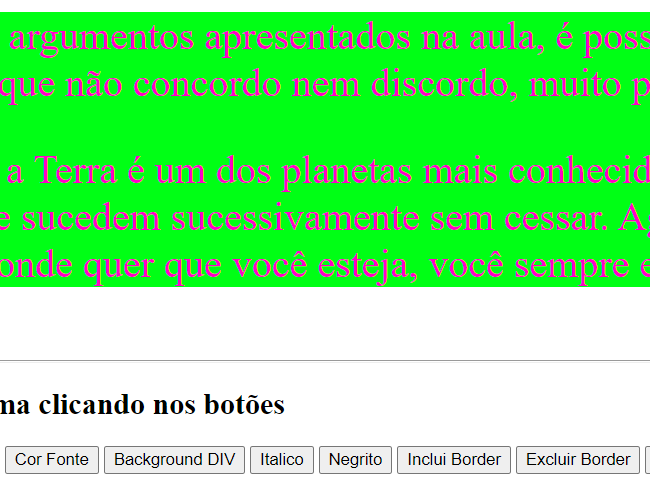 argumentos apresentados na aula, é poss
que não concordo nem discordo, muito p
a Terra é um dos planetas mais conhecid
e sucedem sucessivamente sem cessar. Ag
onde quer que você esteja, você sempre e
ma clicando nos botões
Cor Fonte Background DIV Italico Negrito Inclui Border Excluir Border